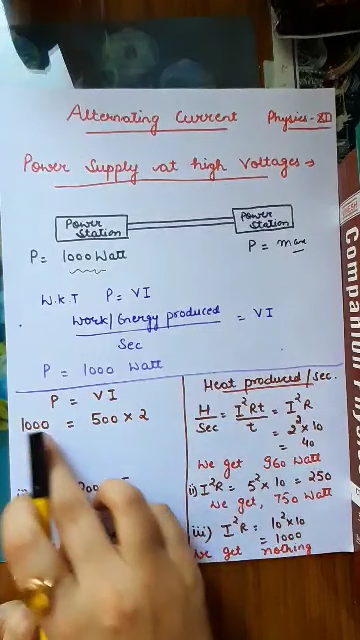 Alternating Current Physics-XII
Power Supply at high Voltages →
Power Station
Power Station
P = 1000 Watt
P = max
W.K.T P = VI
Work/Energy produced / Sec = VI
P = 1000 Watt
P = VI
1000 = 500 × 2
Heat produced/sec.
H/Sec = I²Rt/t = I²R
= 2² × 10
= 40
We get 960 Watt
ii) I²R = 5² × 10 = 250
We get, 750 Watt
iii) I²R = 10² × 10
= 1000
We get nothing